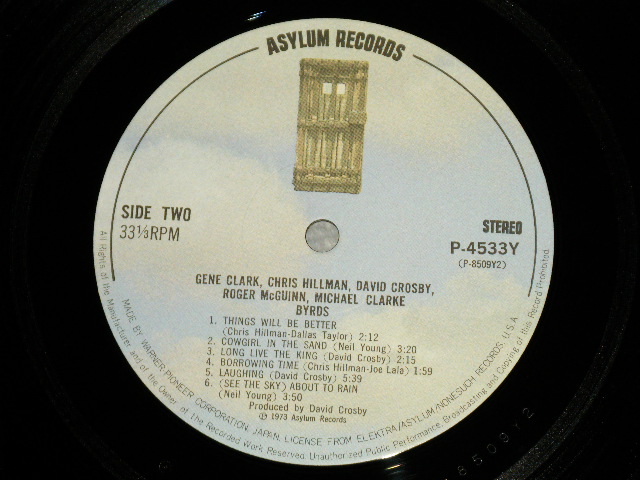 ASYLUM RECORDS
SIDE TWO
33⅓RPM
STEREO
P-4533Y
(P-8509Y2)
GENE CLARK, CHRIS HILLMAN, DAVID CROSBY,
ROGER McGUINN, MICHAEL CLARKE
BYRDS
1. THINGS WILL BE BETTER
(Chris Hillman-Dallas Taylor) 2:12
2. COWGIRL IN THE SAND (Neil Young) 3:20
3. LONG LIVE THE KING (David Crosby) 2:15
4. BORROWING TIME (Chris Hillman-Joe Lala) 1:59
5. LAUGHING (David Crosby) 5:39
6. (SEE THE SKY) ABOUT TO RAIN
(Neil Young) 3:50
Produced by David Crosby
Ⓟ 1973 Asylum Records
MADE BY WARNER-PIONEER CORPORATION, JAPAN, LICENSE FROM ELEKTRA/ASYLUM/NONESUCH RECORDS, U.S.A.
All Rights of the Manufacturer and of the Owner of the Recorded Work Reserved. Unauthorized Public Performance, Broadcasting and Copying of this Record Prohibited.